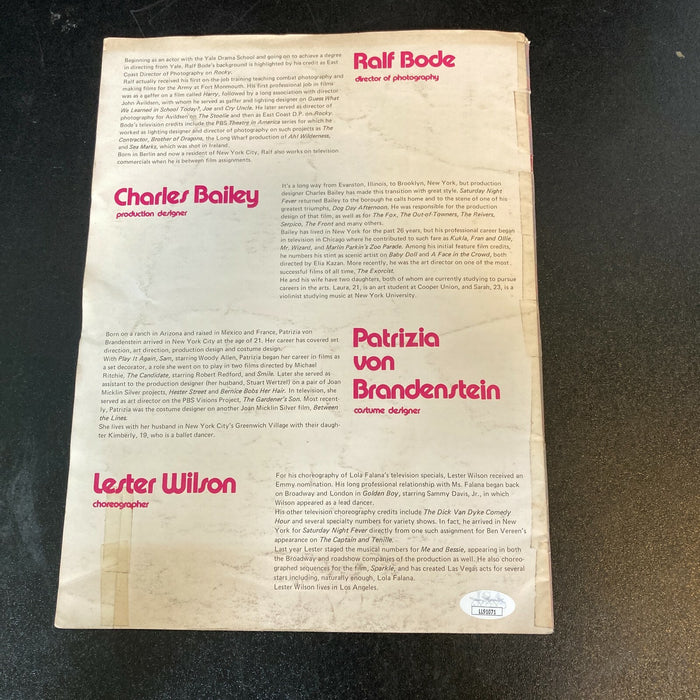 Beginning as an actor with the Yale Drama School and going on to achieve a degree
in directing from Yale. Ralf Bode's background is highlighted by his credit as East
Coast Director of Photography on Rocky.
Ralf actually received his first on the job training teaching combat photography and
making films for the Army at Fort Monmouth. His first professional job in films
was as a gaffer on a film called Harry, followed by a long association with director
John Avildsen, with whom he served as gaffer and lighting designer on Guess What
We Learned in School Today?, Joe and Cry Uncle. He later served as director of
photography for Avildsen on The Stoolie and then as East Coast D.P. on Rocky.
Bode's television credits include the PBS Theatre in America series for which he
worked as lighting designer and director of photography on such projects as The
Contractor, Brother of Dragons, the Long Wharf production of Ah! Wilderness,
and Sea Marks, which was shot in Ireland.
Born in Berlin and now a resident of New York City, Ralf also works on television
commercials when he is between film assignments.
Ralf Bode
director of photography
Charles Bailey
production designer
It's a long way from Evanston, Illinois, to Brooklyn, New York, but production
designer Charles Bailey has made this transition with great style. Saturday Night
Fever returned Bailey to the borough he calls home and to the scene of one of his
greatest triumphs, Dog Day Afternoon. He was responsible for the production
design of that film, as well as for The Fox, The Out-of-Towners, The Reivers,
Serpico, The Front and many others.
Bailey has lived in New York for the past 26 years, but his professional career began
in television in Chicago where he contributed to such fare as Kukla, Fran and Ollie,
Mr. Wizard, and Marlin Parkin's Zoo Parade. Among his initial feature film credits,
he numbers his stint as scenic artist on Baby Doll and A Face in the Crowd, both
directed by Elia Kazan. More recently, he was the art director on one of the most
successful films of all time, The Exorcist.
He and his wife have two daughters, both of whom are currently studying to pursue
careers in the arts. Laura, 21, is an art student at Cooper Union, and Sarah, 23, is a
violinist studying music at New York University.
Born on a ranch in Arizona and raised in Mexico and France, Patrizia von
Brandenstein arrived in New York City at the age of 21. Her career has covered set
direction, art direction, production design and costume design.
With Play It Again, Sam, starring Woody Allen, Patrizia began her career in films as
a set decorator, a role she went on to play in two films directed by Michael
Ritchie, The Candidate, starring Robert Redford, and Smile. Later she served as
assistant to the production designer (her husband, Stuart Wertzel) on a pair of Joan
Micklin Silver projects, Hester Street and Bernice Bobs Her Hair. In television, she
served as art director on the PBS Visions Project, The Gardener's Son. Most recent-
ly, Patrizia was the costume designer on another Joan Micklin Silver film, Between
the Lines.
She lives with her husband in New York City's Greenwich Village with their daugh-
ter Kimberly, 19, who is a ballet dancer.
Patrizia
von
Brandenstein
costume designer
Lester Wilson
choreographer
For his choreography of Lola Falana's television specials, Lester Wilson received an
Emmy nomination. His long professional relationship with Ms. Falana began back
on Broadway and London in Golden Boy, starring Sammy Davis, Jr., in which
Wilson appeared as a lead dancer.
His other television choreography credits include The Dick Van Dyke Comedy
Hour and several specialty numbers for variety shows. In fact, he arrived in New
York for Saturday Night Fever directly from one such assignment for Ben Vereen's
appearance on The Captain and Tenille.
Last year Lester staged the musical numbers for Me and Bessie, appearing in both
the Broadway and roadshow companies of the production as well. He also choreo-
graphed sequences for the film, Sparkle, and has created Las Vegas acts for several
stars including, naturally enough, Lola Falana.
Lester Wilson lives in Los Angeles.
JSA
LL91071